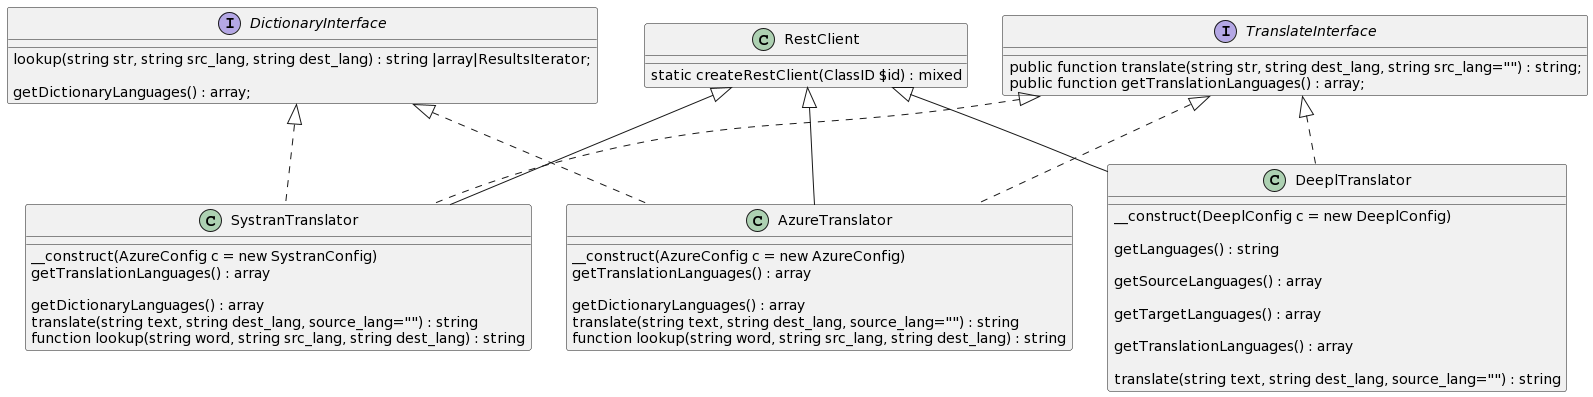 I DictionaryInterface
lookup(string str, string src_lang, string dest_lang) : string |array|ResultsIterator;
getDictionaryLanguages() : array;
C RestClient
static createRestClient(ClassID $id) : mixed
I TranslateInterface
public function translate(string str, string dest_lang, string src_lang="") : string;
public function getTranslationLanguages() : array;
C SystranTranslator
__construct(AzureConfig c = new SystranConfig)
getTranslationLanguages() : array
getDictionaryLanguages() : array
translate(string text, string dest_lang, source_lang="") : string
function lookup(string word, string src_lang, string dest_lang) : string
C AzureTranslator
__construct(AzureConfig c = new AzureConfig)
getTranslationLanguages() : array
getDictionaryLanguages() : array
translate(string text, string dest_lang, source_lang="") : string
function lookup(string word, string src_lang, string dest_lang) : string
C DeeplTranslator
__construct(DeeplConfig c = new DeeplConfig)
getLanguages() : string
getSourceLanguages() : array
getTargetLanguages() : array
getTranslationLanguages() : array
translate(string text, string dest_lang, source_lang="") : string